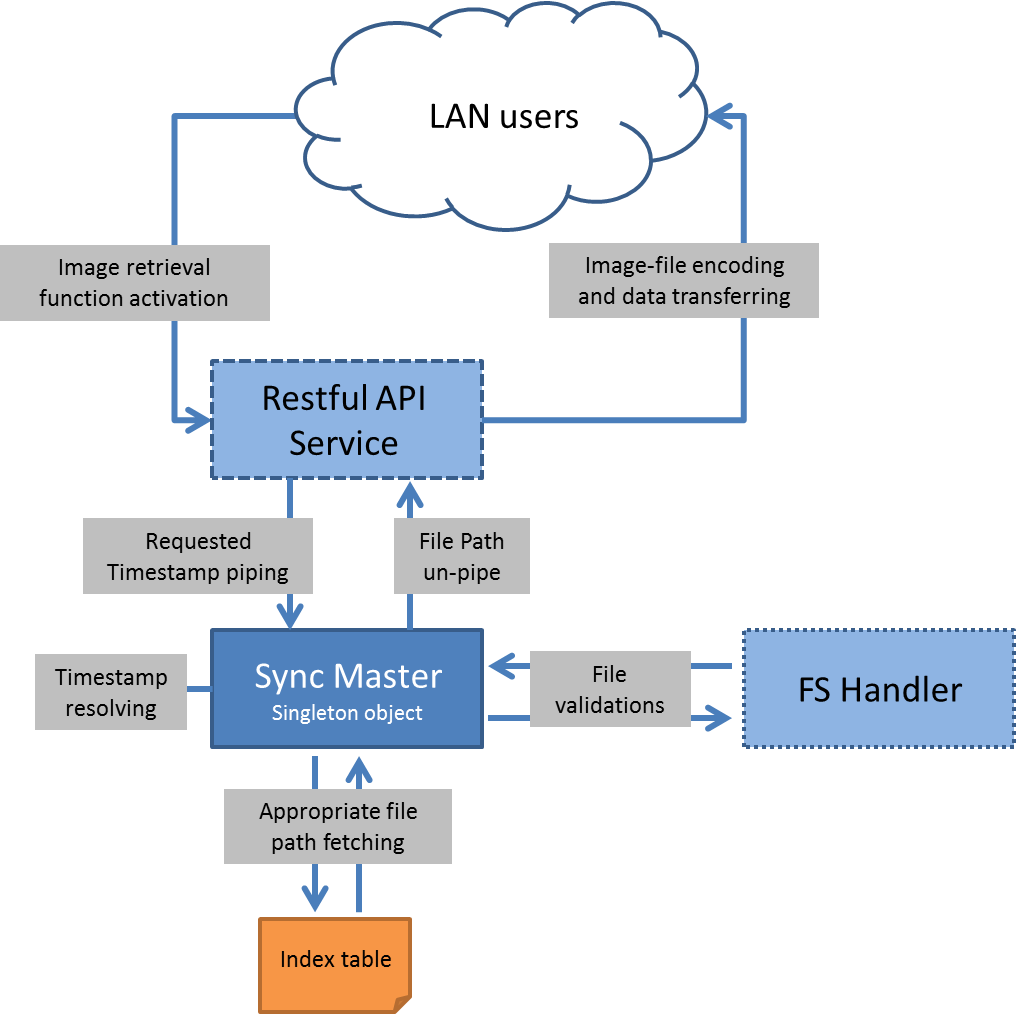 LAN users
Image retrieval
function activation
Image-file encoding
and data transferring
Restful API
Service
Requested
Timestamp piping
File Path
un-pipe
Timestamp
resolving
Sync Master
Singleton object
File
validations
FS Handler
Appropriate file
path fetching
Index table